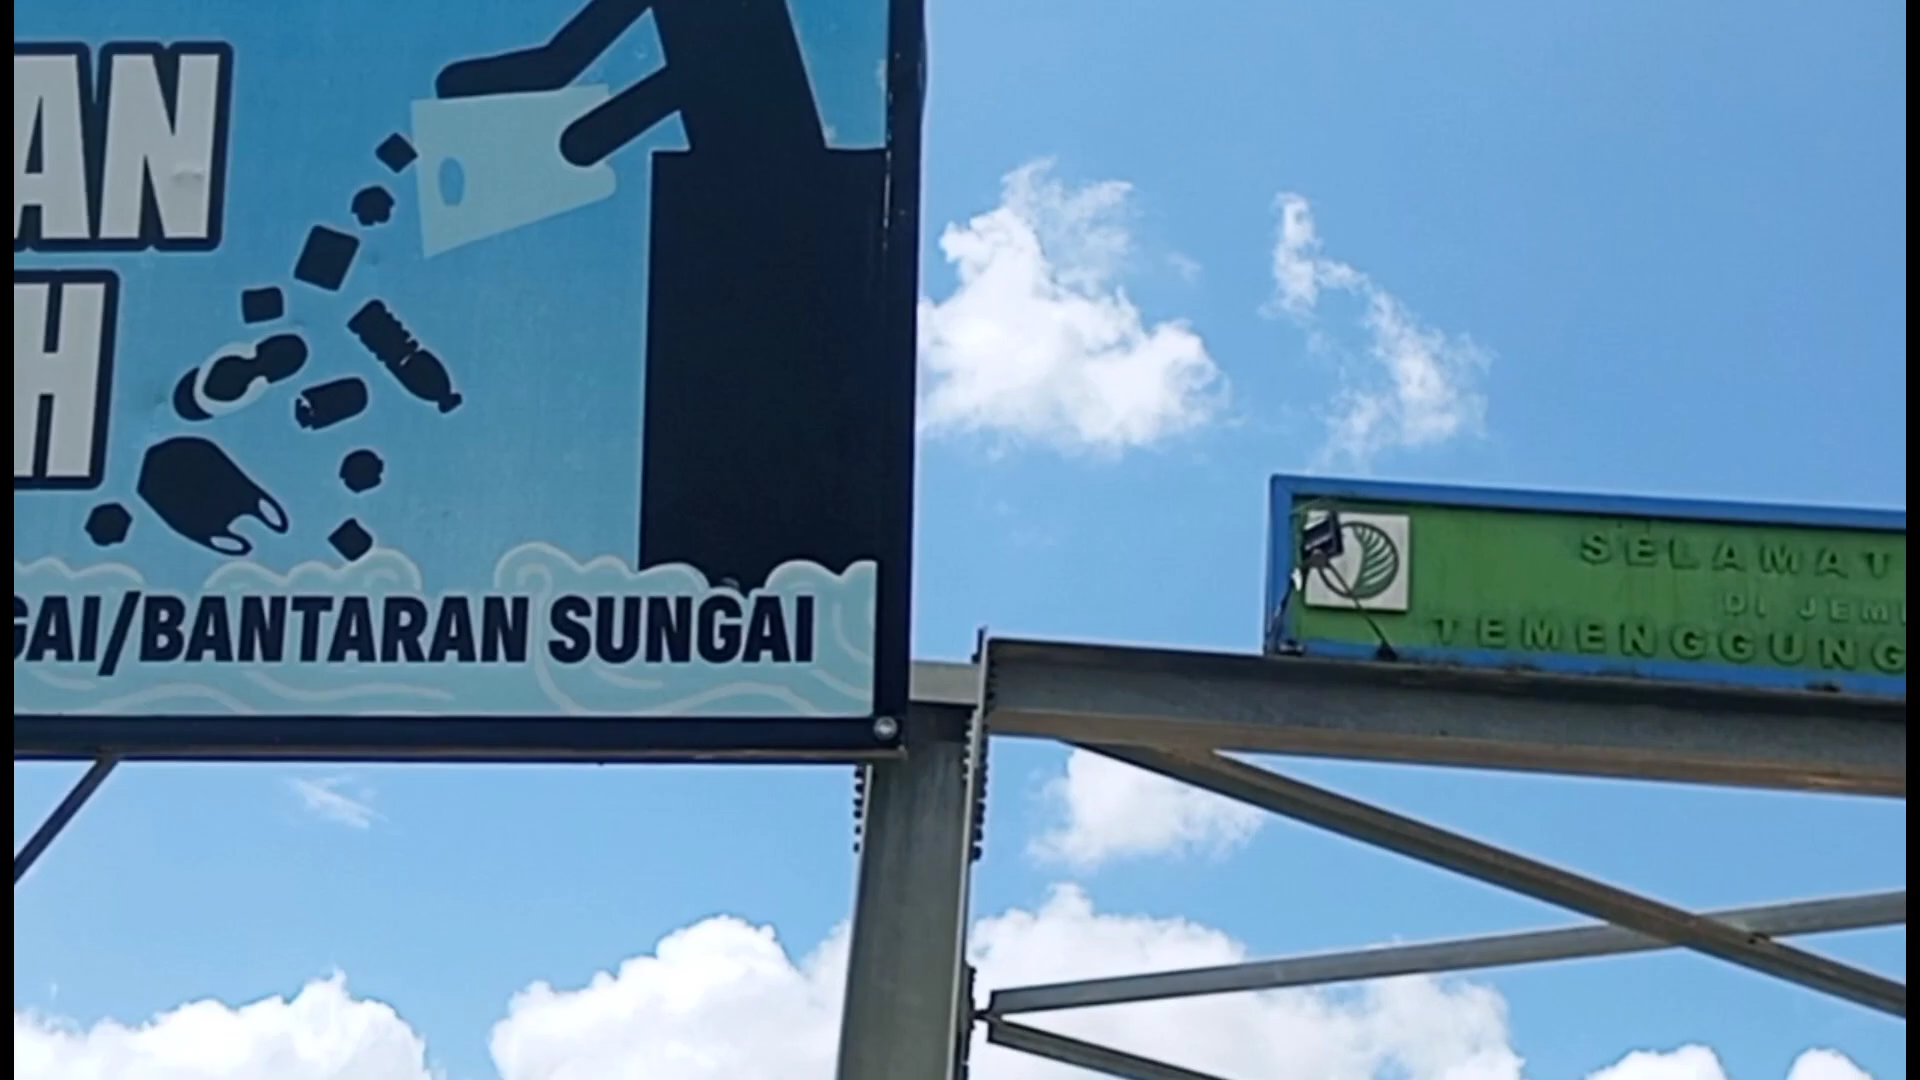 AN
H
GAI/BANTARAN SUNGAI
SELAMAT
DI JEM
TEMENGGUNG